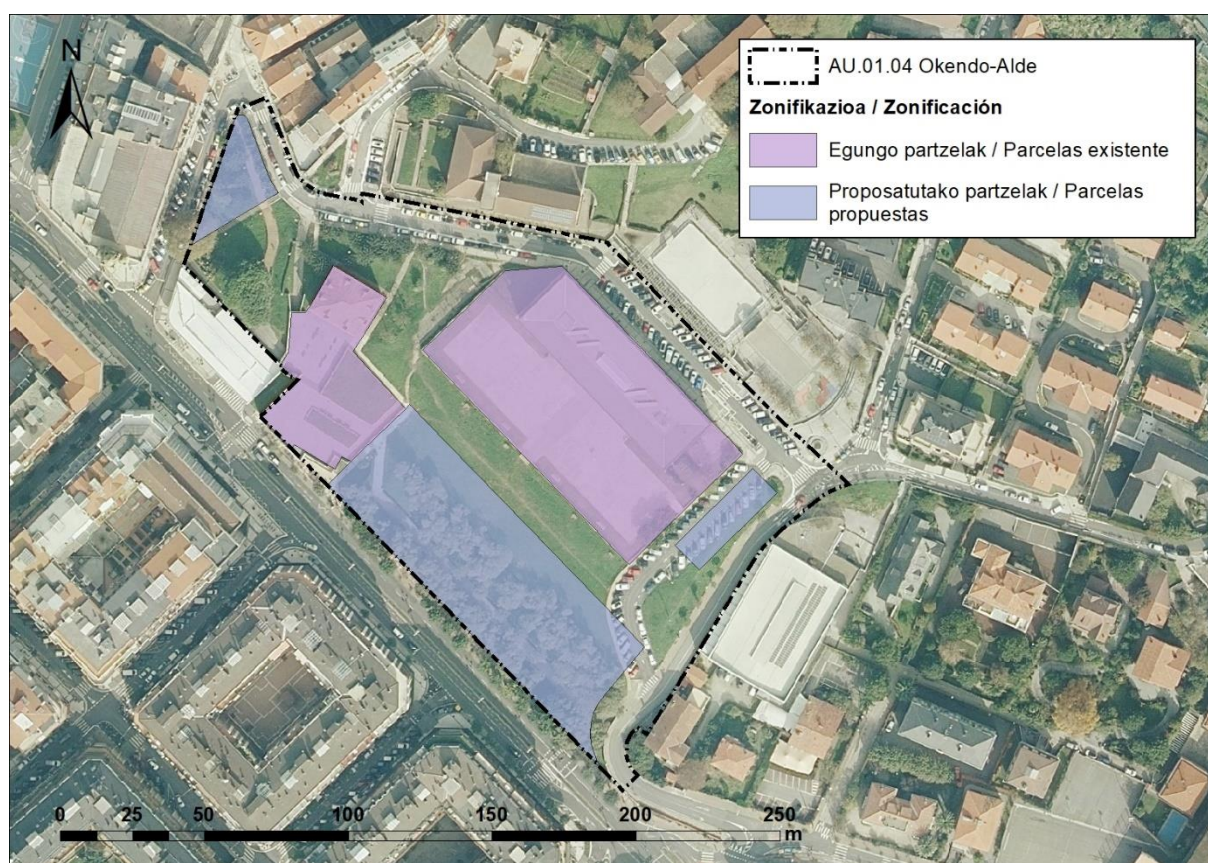 N
AU.01.04 Okendo-Alde
Zonifikazioa / Zonificación
Egungo partzelak / Parcelas existente
Proposatutako partzelak / Parcelas
propuestas
0 25 50 100 150 200 250
m